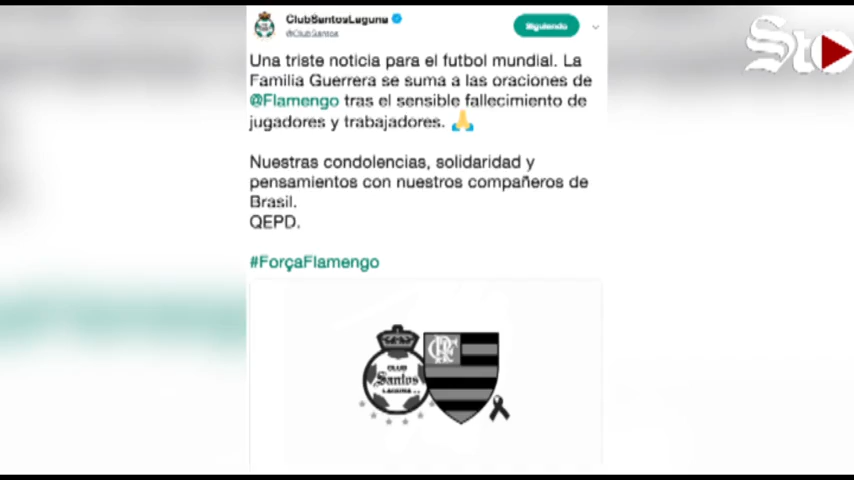 ClubSantosLaguna
@ClubSantos
Siguiendo
Una triste noticia para el futbol mundial. La
Familia Guerrera se suma a las oraciones de
@Flamengo tras el sensible fallecimiento de
jugadores y trabajadores. 🙏
Nuestras condolencias, solidaridad y
pensamientos con nuestros compañeros de
Brasil.
QEPD.
#ForçaFlamengo
CLUB
Santos
LAGUNA
CRF
St